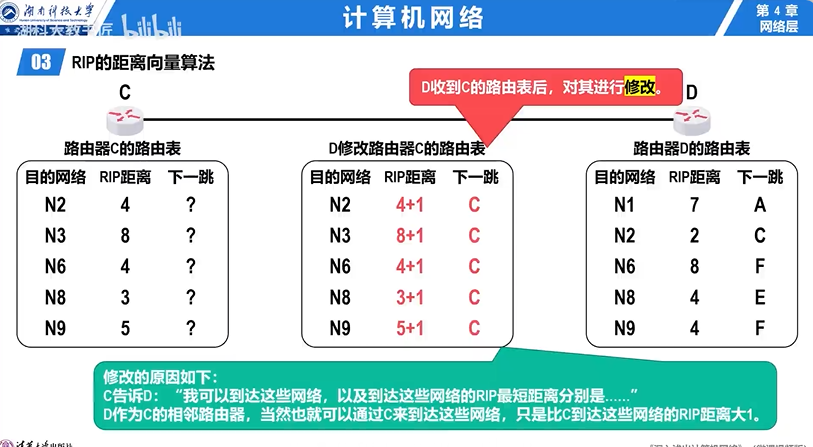 湖南科技大学
计算机网络
第 4 章
网络层
bilibili
03 RIP的距离向量算法
D收到C的路由表后，对其进行修改。
C
D
路由器C的路由表
目的网络 RIP距离 下一跳
N2 4 ?
N3 8 ?
N6 4 ?
N8 3 ?
N9 5 ?
D修改路由器C的路由表
目的网络 RIP距离 下一跳
N2 4+1 C
N3 8+1 C
N6 4+1 C
N8 3+1 C
N9 5+1 C
路由器D的路由表
目的网络 RIP距离 下一跳
N1 7 A
N2 2 C
N6 8 F
N8 4 E
N9 4 F
修改的原因如下：
C告诉D：“我可以到达这些网络，以及到达这些网络的RIP最短距离分别是……”
D作为C的相邻路由器，当然也就可以通过C来到达这些网络，只是比C到达这些网络的RIP距离大1。
清华大学出版社